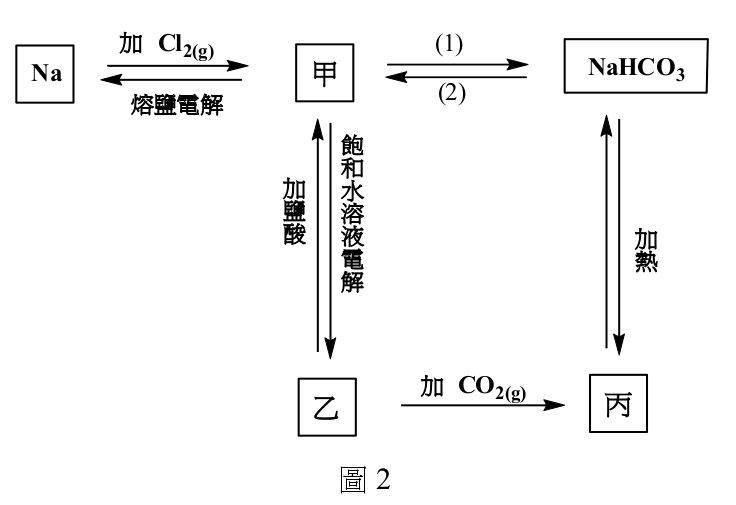 加 Cl2(g)
Na
熔鹽電解
甲
(1)
(2)
NaHCO3
加鹽酸
飽和水溶液電解
加熱
乙
加 CO2(g)
丙
圖 2